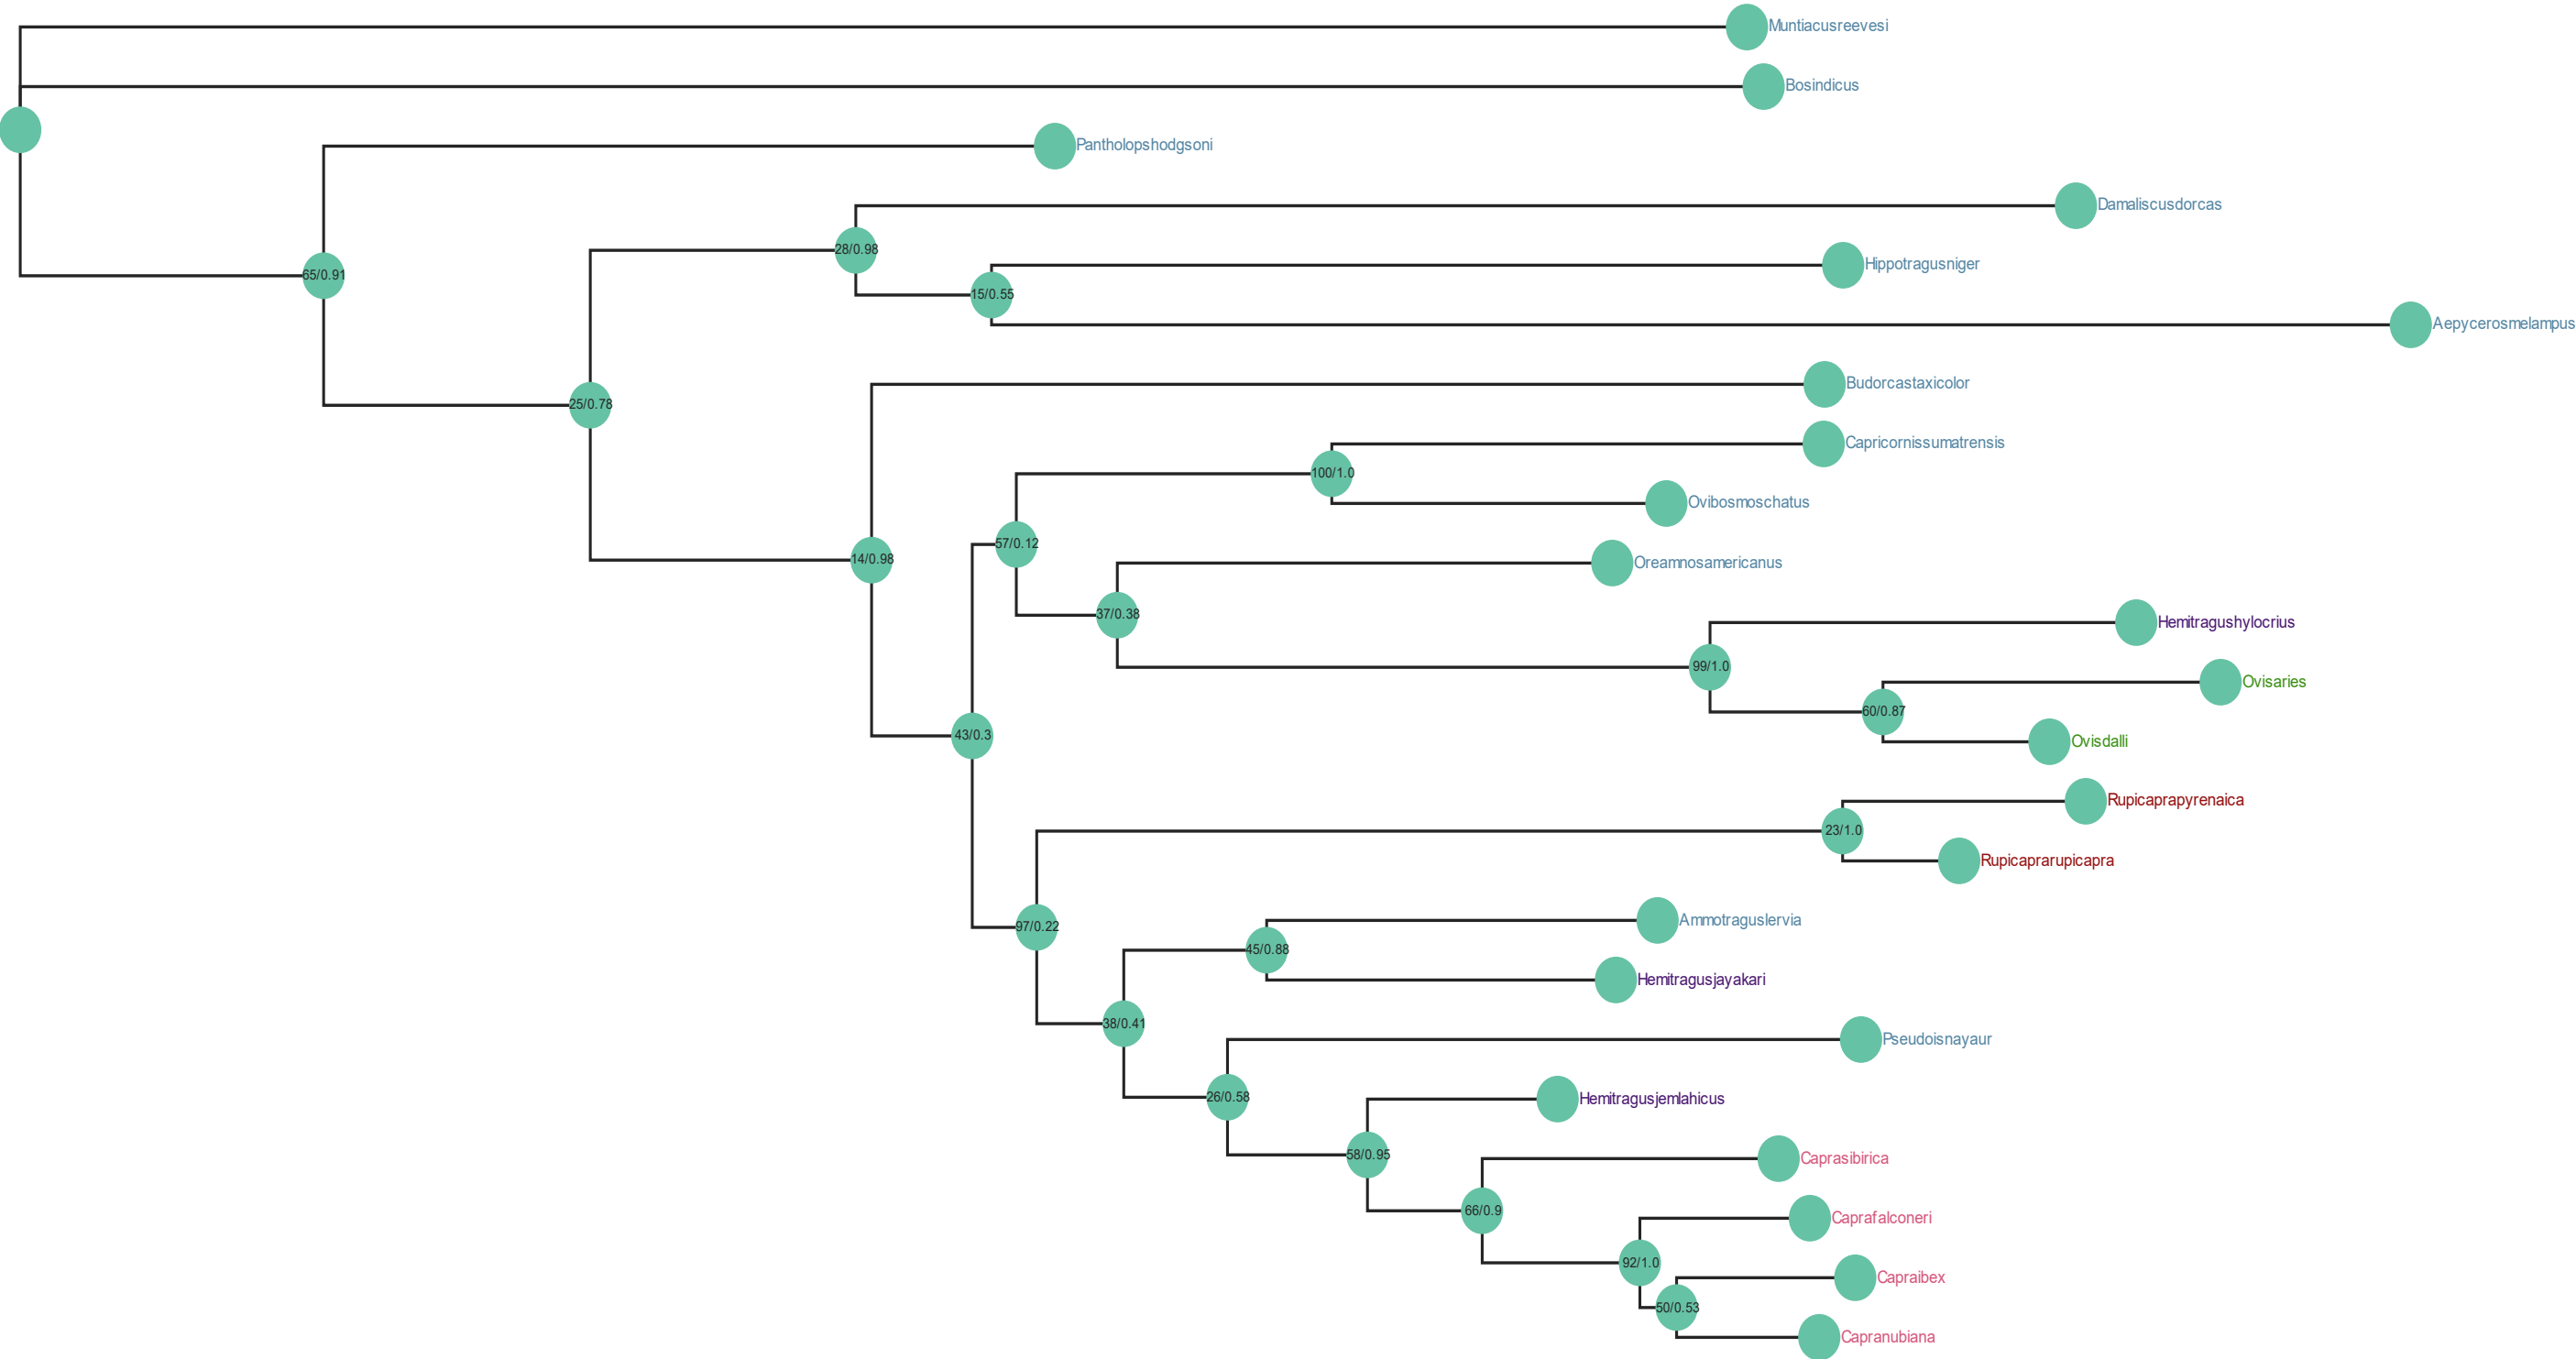 Muntiacusreevesi
Bosindicus
Pantholopshodgsoni
Damaliscusdorcas
28/0.98
Hippotragusniger
65/0.91
15/0.55
Aepycerosmelampus
Budorcastaxicolor
25/0.78
Capricornissumatrensis
100/1.0
Ovibosmoschatus
57/0.12
14/0.98
Oreamnosamericanus
37/0.38
Hemitragushylocrius
99/1.0
Ovisaries
60/0.87
43/0.3
Ovisdalli
Rupicaprapyrenaica
23/1.0
Rupicaprarupicapra
97/0.22
Ammotraguslervia
45/0.88
Hemitragusjayakari
38/0.41
Pseudoisnayaur
26/0.58
Hemitragusjemlahicus
58/0.95
Caprasibirica
66/0.9
Caprafalconeri
92/1.0
Capraibex
50/0.53
Capranubiana